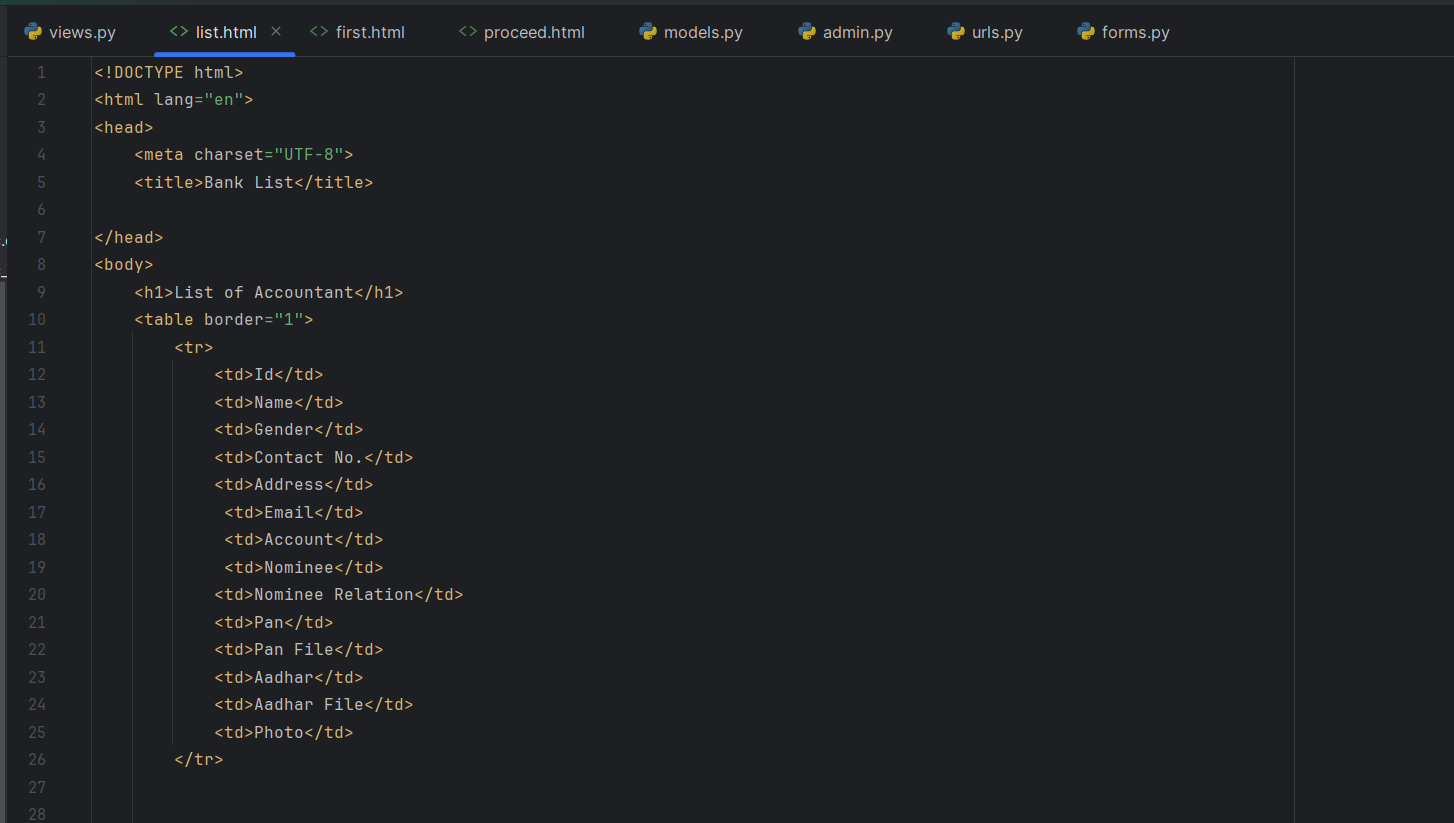 views.py list.html first.html proceed.html models.py admin.py urls.py forms.py
1 <!DOCTYPE html>
2 <html lang="en">
3 <head>
4     <meta charset="UTF-8">
5     <title>Bank List</title>
6
7 </head>
8 <body>
9     <h1>List of Accountant</h1>
10     <table border="1">
11         <tr>
12             <td>Id</td>
13             <td>Name</td>
14             <td>Gender</td>
15             <td>Contact No.</td>
16             <td>Address</td>
17              <td>Email</td>
18              <td>Account</td>
19              <td>Nominee</td>
20             <td>Nominee Relation</td>
21             <td>Pan</td>
22             <td>Pan File</td>
23             <td>Aadhar</td>
24             <td>Aadhar File</td>
25             <td>Photo</td>
26         </tr>
27
28